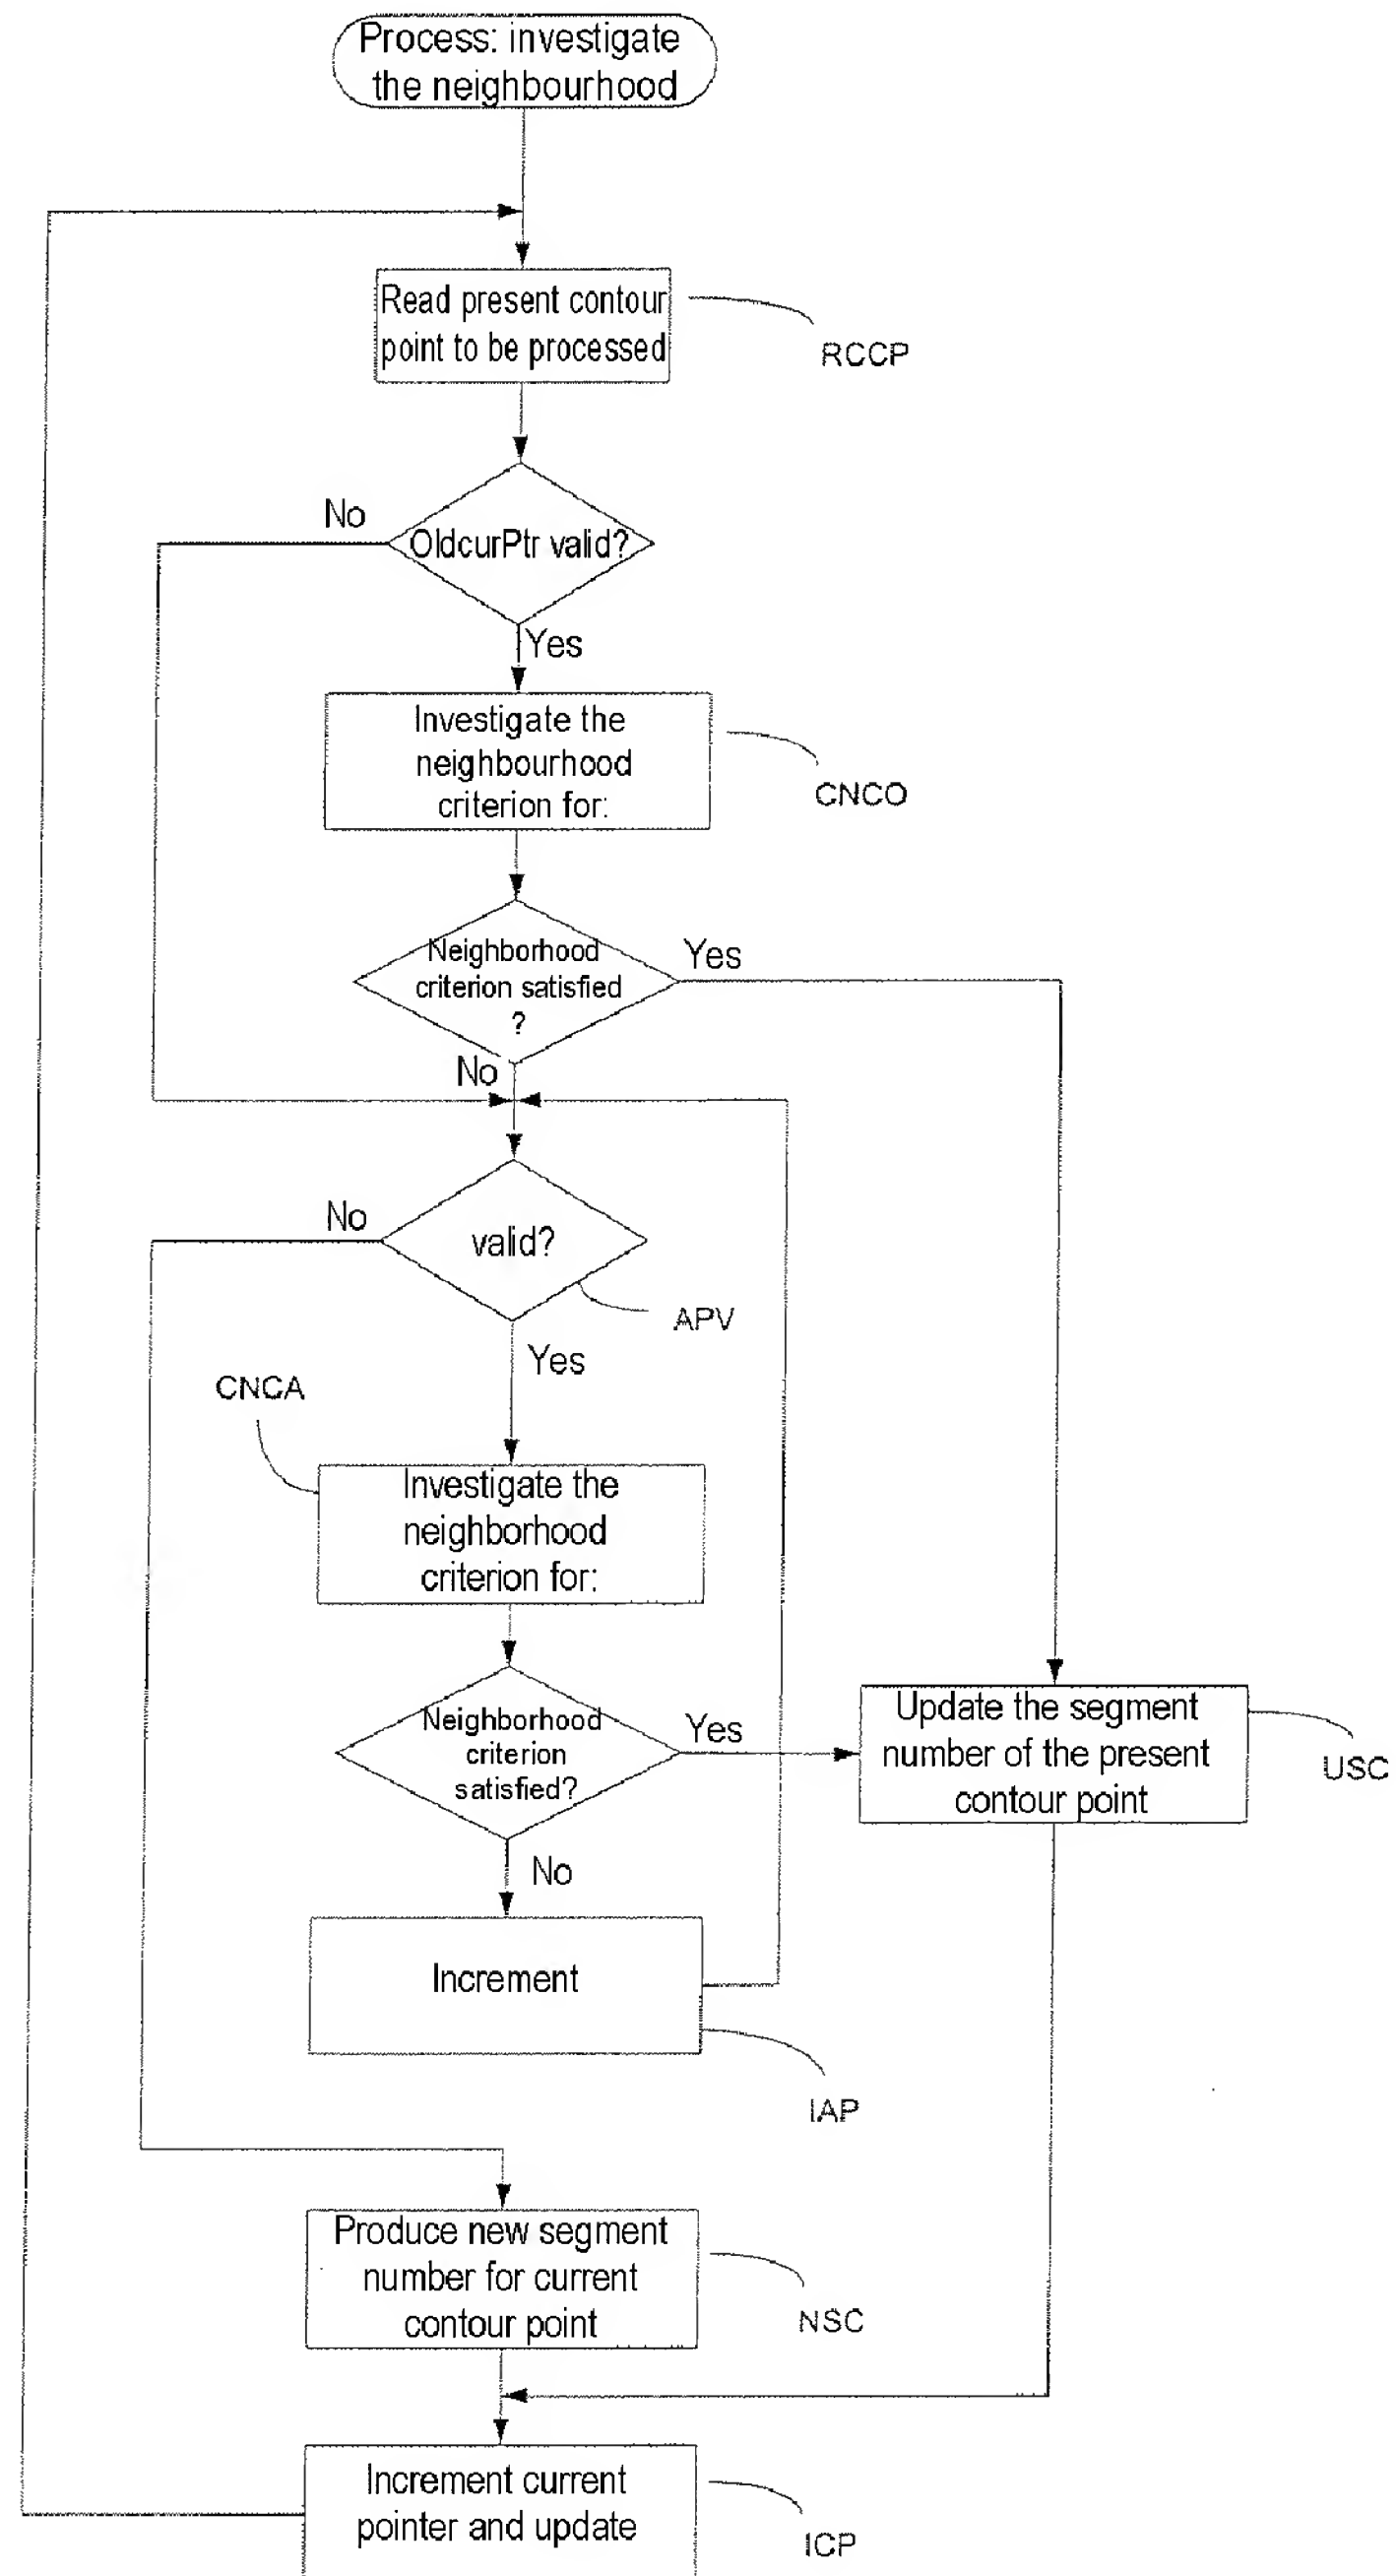 Process: investigate
the neighbourhood
Read present contour
point to be processed
RCCP
No
OldcurPtr valid?
Yes
Investigate the
neighbourhood
criterion for:
CNCO
Neighborhood
criterion satisfied
?
Yes
No
No
valid?
APV
Yes
CNCA
Investigate the
neighborhood
criterion for:
Neighborhood
criterion
satisfied?
Yes
Update the segment
number of the present
contour point
USC
No
Increment
IAP
Produce new segment
number for current
contour point
NSC
Increment current
pointer and update
ICP